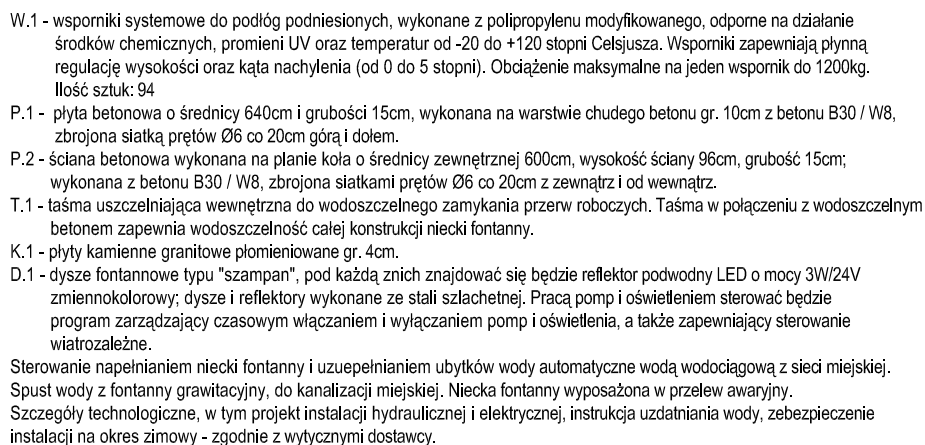 W.1 - wsporniki systemowe do podłóg podniesionych, wykonane z polipropylenu modyfikowanego, odporne na działanie
środków chemicznych, promieni UV oraz temperatur od -20 do +120 stopni Celsjusza. Wsporniki zapewniają płynną
regulację wysokości oraz kąta nachylenia (od 0 do 5 stopni). Obciążenie maksymalne na jeden wspornik do 1200kg.
Ilość sztuk: 94
P.1 - płyta betonowa o średnicy 640cm i grubości 15cm, wykonana na warstwie chudego betonu gr. 10cm z betonu B30 / W8,
zbrojona siatką prętów Ø6 co 20cm górą i dołem.
P.2 - ściana betonowa wykonana na planie koła o średnicy zewnętrznej 600cm, wysokość ściany 96cm, grubość 15cm;
wykonana z betonu B30 / W8, zbrojona siatkami prętów Ø6 co 20cm z zewnątrz i od wewnątrz.
T.1 - taśma uszczelniająca wewnętrzna do wodoszczelnego zamykania przerw roboczych. Taśma w połączeniu z wodoszczelnym
betonem zapewnia wodoszczelność całej konstrukcji niecki fontanny.
K.1 - płyty kamienne granitowe płomieniowane gr. 4cm.
D.1 - dysze fontannowe typu "szampan", pod każdą znich znajdować się będzie reflektor podwodny LED o mocy 3W/24V
zmiennokolorowy; dysze i reflektory wykonane ze stali szlachetnej. Pracą pomp i oświetleniem sterować będzie
program zarządzający czasowym włączaniem i wyłączaniem pomp i oświetlenia, a także zapewniający sterowanie
wiatrozależne.
Sterowanie napełnianiem niecki fontanny i uzuepełnianiem ubytków wody automatyczne wodą wodociągową z sieci miejskiej.
Spust wody z fontanny grawitacyjny, do kanalizacji miejskiej. Niecka fontanny wyposażona w przelew awaryjny.
Szczegóły technologiczne, w tym projekt instalacji hydraulicznej i elektrycznej, instrukcja uzdatniania wody, zebezpieczenie
instalacji na okres zimowy - zgodnie z wytycznymi dostawcy.